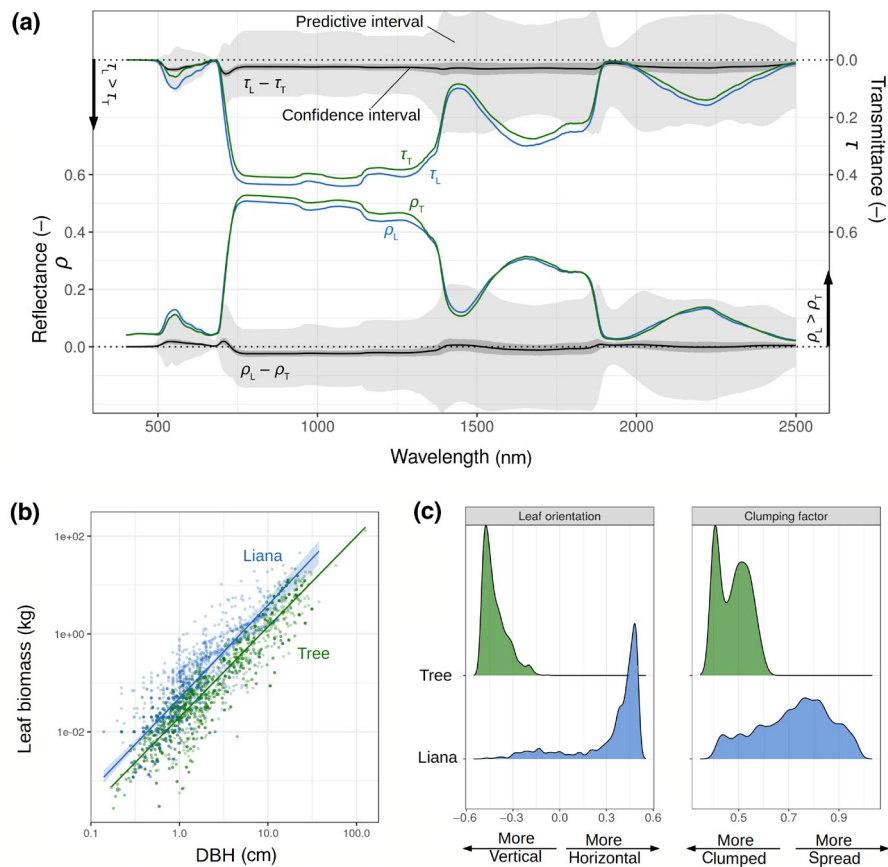 (a)
Predictive interval
τL − τT
Confidence interval
τL > τT
0.0
0.2
0.4
0.6
Transmittance (−)
τ
τT
τL
ρT
ρL
0.6
0.4
0.2
0.0
Reflectance (−)
ρ
ρL − ρT
ρL > ρT
500
1000
1500
2000
2500
Wavelength (nm)
(b)
1e+02
1e+00
1e-02
Leaf biomass (kg)
Liana
Tree
0.1
1.0
10.0
100.0
DBH (cm)
(c)
Leaf orientation
Clumping factor
Tree
Liana
−0.6
−0.3
0.0
0.3
0.6
0.5
0.7
0.9
More
Vertical
More
Horizontal
More
Clumped
More
Spread